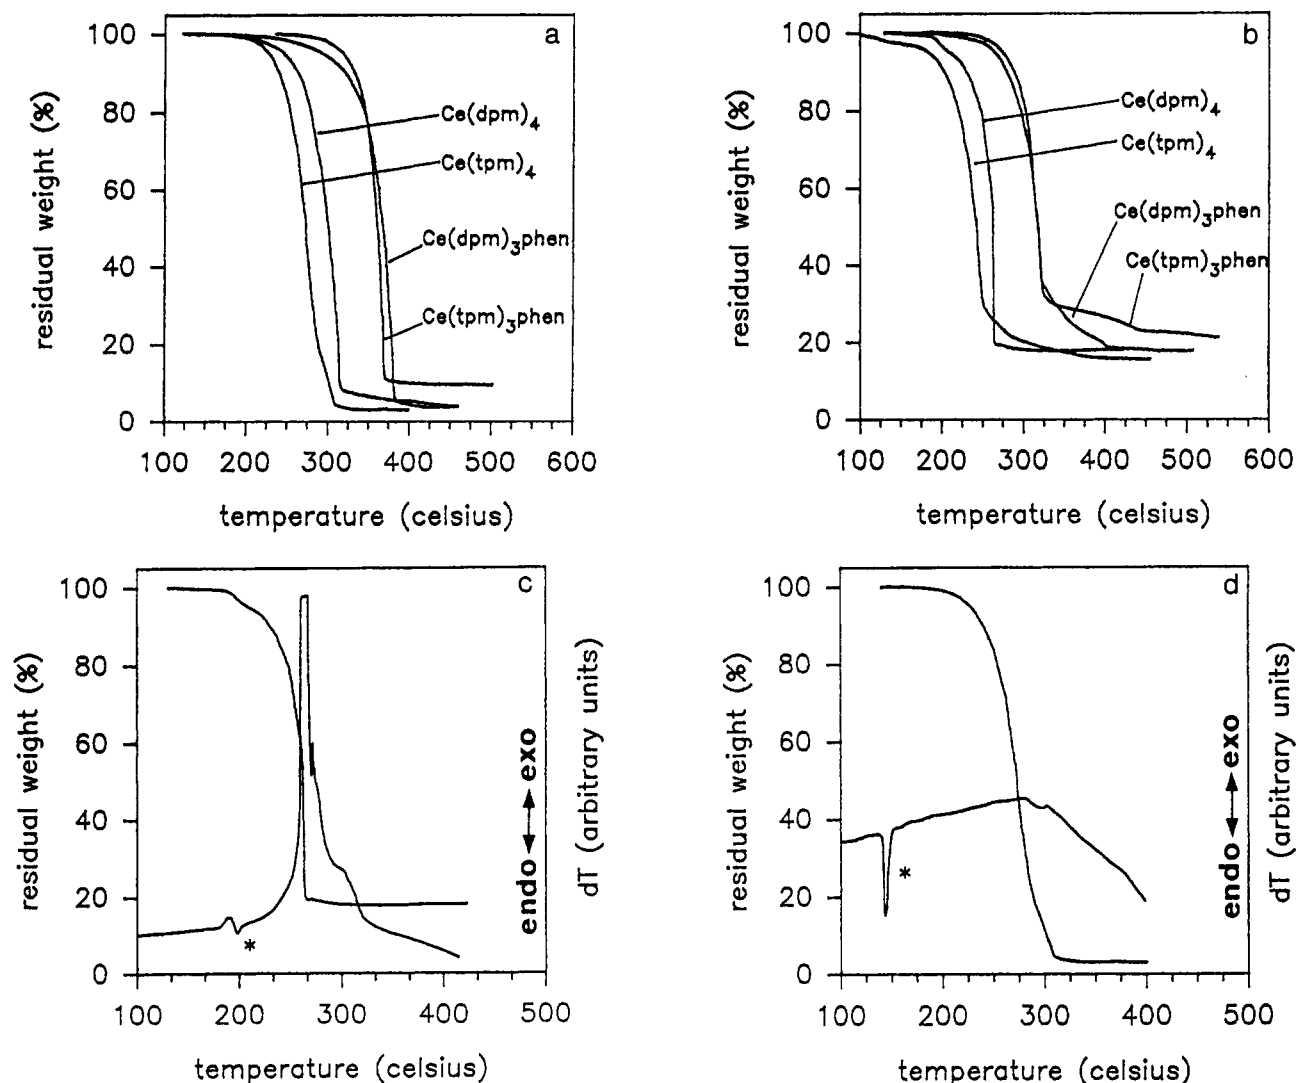 a
residual weight (%)
100
80
60
40
20
0
Ce(dpm)4
Ce(tpm)4
Ce(dpm)3phen
Ce(tpm)3phen
100 200 300 400 500 600
temperature (celsius)
b
residual weight (%)
100
80
60
40
20
0
Ce(dpm)4
Ce(tpm)4
Ce(dpm)3phen
Ce(tpm)3phen
100 200 300 400 500 600
temperature (celsius)
c
residual weight (%)
100
80
60
40
20
0
*
endo ↔ exo
dT (arbitrary units)
100 200 300 400 500
temperature (celsius)
d
residual weight (%)
100
80
60
40
20
0
*
endo ↔ exo
dT (arbitrary units)
100 200 300 400 500
temperature (celsius)